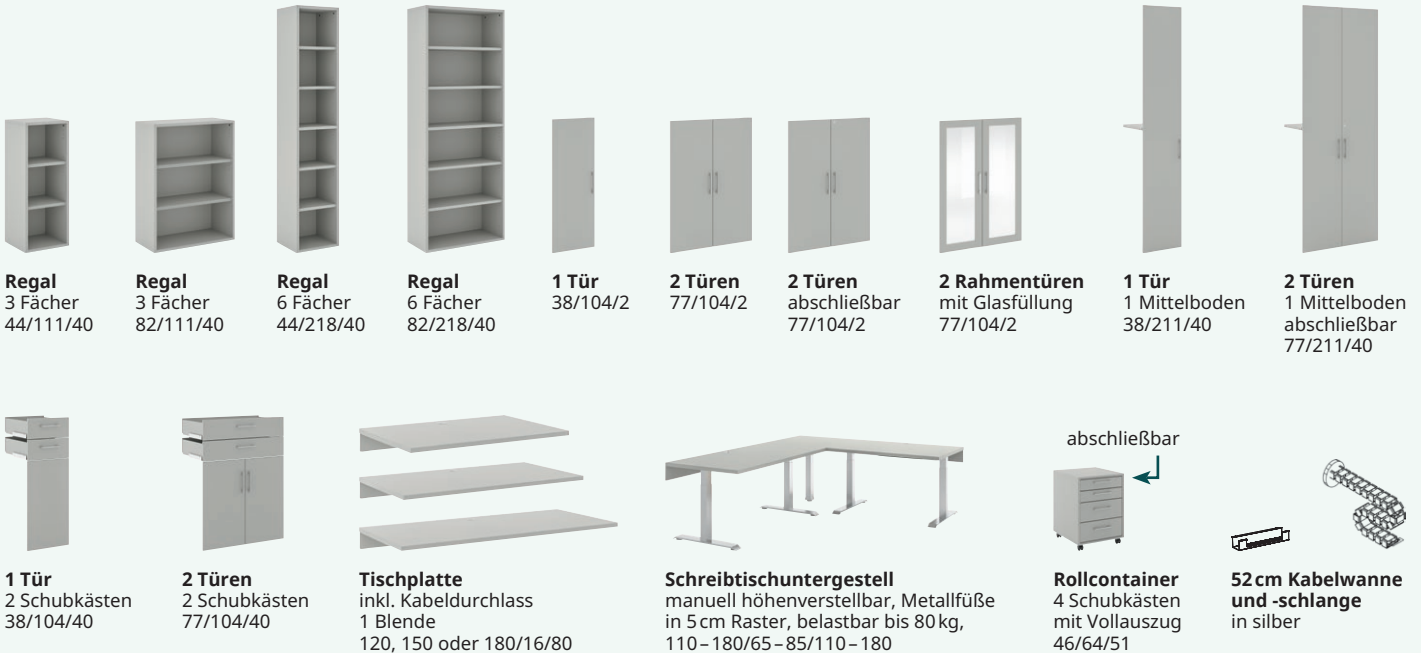 Regal
3 Fächer
44/111/40
Regal
3 Fächer
82/111/40
Regal
6 Fächer
44/218/40
Regal
6 Fächer
82/218/40
1 Tür
38/104/2
2 Türen
77/104/2
2 Türen
abschließbar
77/104/2
2 Rahmentüren
mit Glasfüllung
77/104/2
1 Tür
1 Mittelboden
38/211/40
2 Türen
1 Mittelboden
abschließbar
77/211/40
1 Tür
2 Schubkästen
38/104/40
2 Türen
2 Schubkästen
77/104/40
Tischplatte
inkl. Kabeldurchlass
1 Blende
120, 150 oder 180/16/80
Schreibtischuntergestell
manuell höhenverstellbar, Metallfüße
in 5 cm Raster, belastbar bis 80 kg,
110–180/65–85/110–180
abschließbar
Rollcontainer
4 Schubkästen
mit Vollauszug
46/64/51
52 cm Kabelwanne
und -schlange
in silber